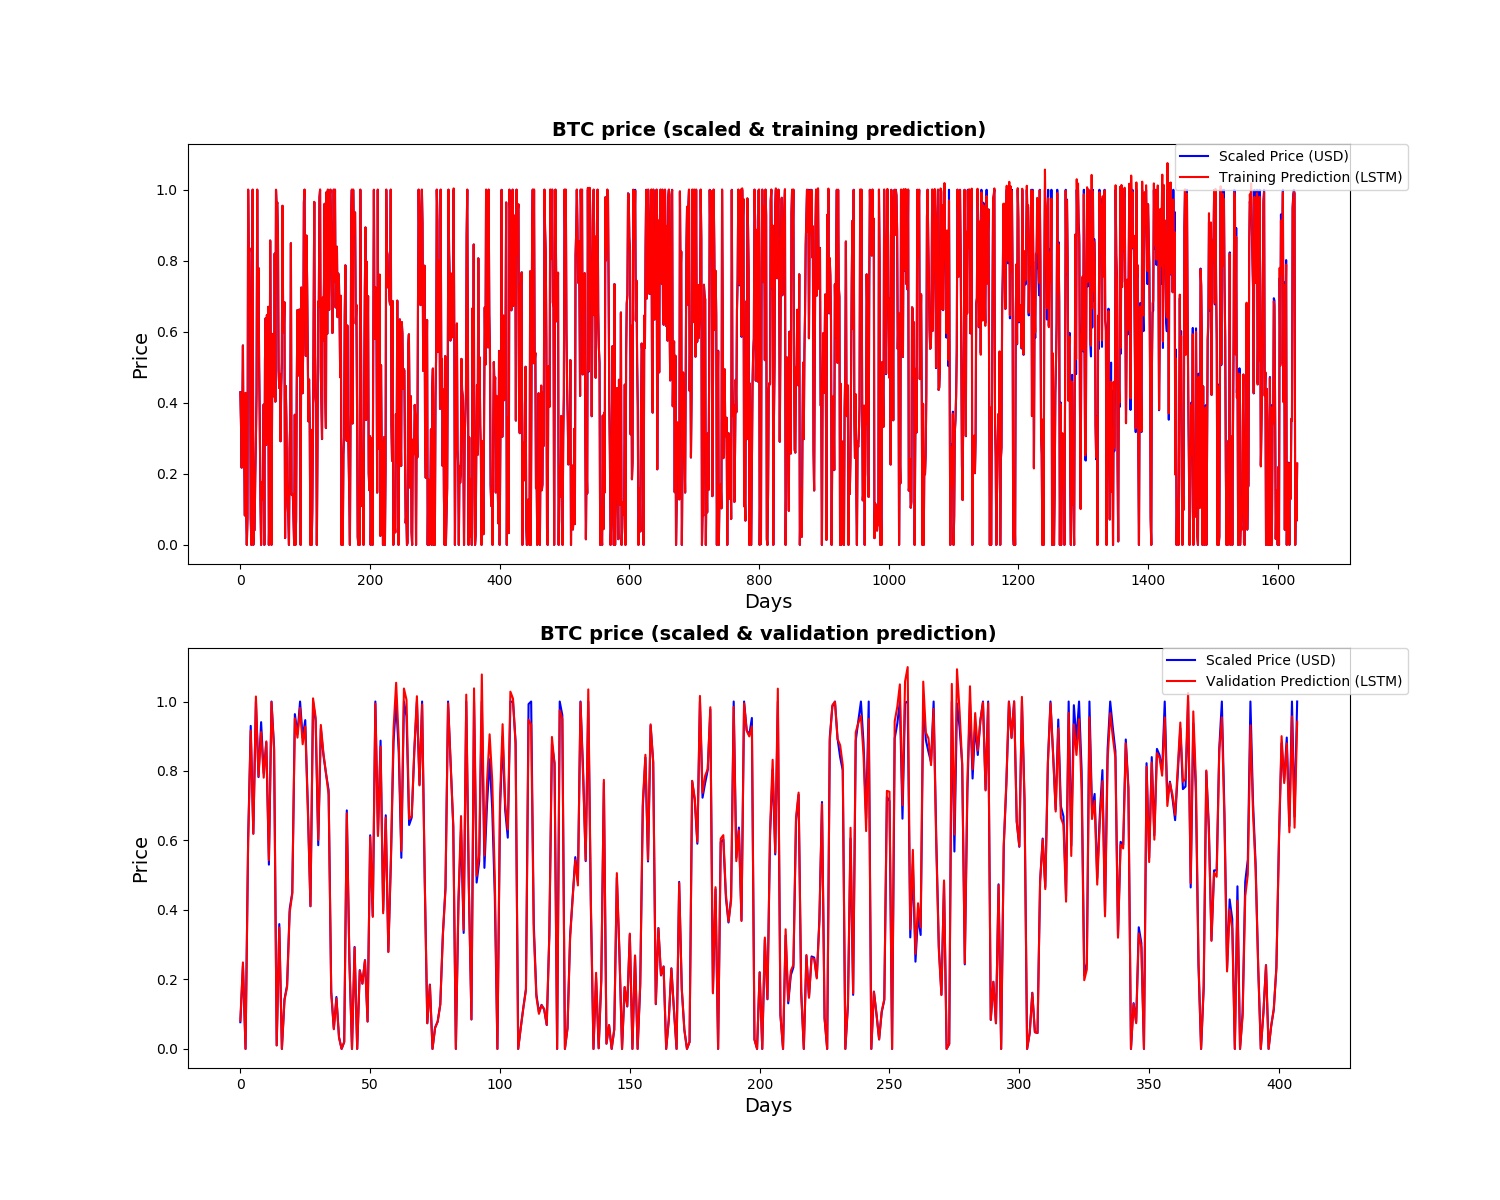 BTC price (scaled & training prediction)
Scaled Price (USD)
Training Prediction (LSTM)
Price
1.0
0.8
0.6
0.4
0.2
0.0
0 200 400 600 800 1000 1200 1400 1600
Days
BTC price (scaled & validation prediction)
Scaled Price (USD)
Validation Prediction (LSTM)
Price
1.0
0.8
0.6
0.4
0.2
0.0
0 50 100 150 200 250 300 350 400
Days